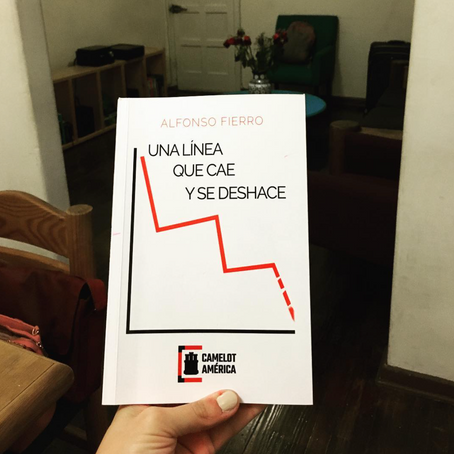 ALFONSO FIERRO
UNA LÍNEA
QUE CAE
Y SE DESHACE
CAMELOT
AMÉRICA